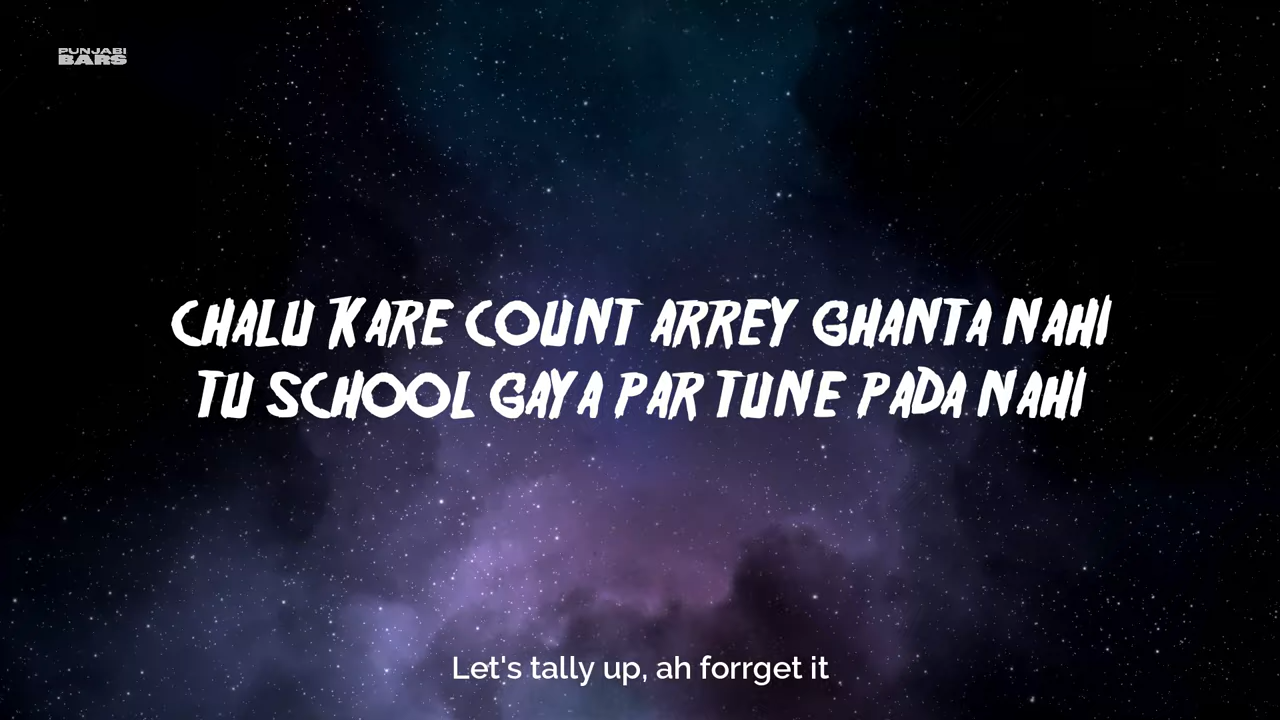 PUNJABI
BARS
CHALU KARE COUNT ARREY GHANTA NAHI
TU SCHOOL GAYA PAR TUNE PADA NAHI
Let's tally up, ah forrget it